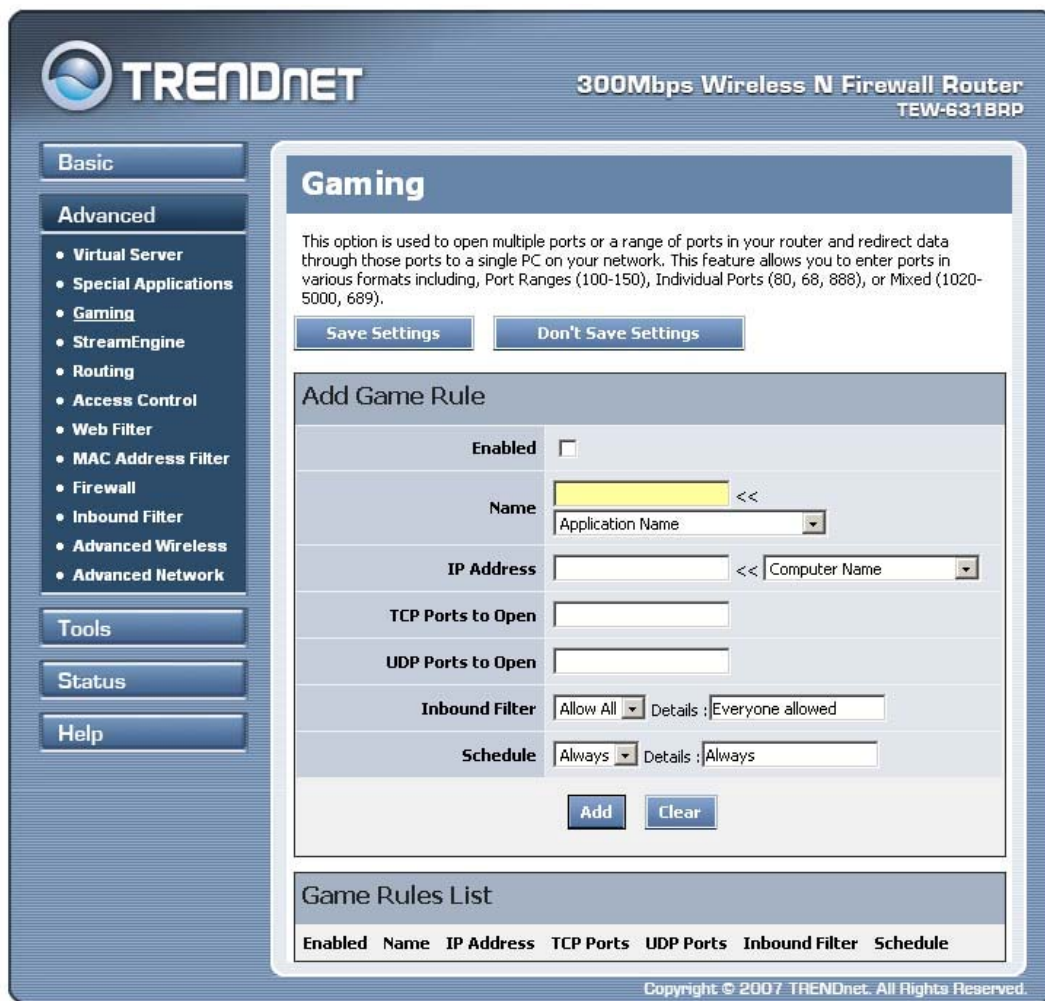 TRENDNET
300Mbps Wireless N Firewall Router
TEW-631BRP
Basic
Advanced
• Virtual Server
• Special Applications
• Gaming
• StreamEngine
• Routing
• Access Control
• Web Filter
• MAC Address Filter
• Firewall
• Inbound Filter
• Advanced Wireless
• Advanced Network
Tools
Status
Help
Gaming
This option is used to open multiple ports or a range of ports in your router and redirect data
through those ports to a single PC on your network. This feature allows you to enter ports in
various formats including, Port Ranges (100-150), Individual Ports (80, 68, 888), or Mixed (1020-
5000, 689).
Save Settings Don't Save Settings
Add Game Rule
Enabled
Name <<
Application Name
IP Address << Computer Name
TCP Ports to Open
UDP Ports to Open
Inbound Filter Allow All Details : Everyone allowed
Schedule Always Details : Always
Add Clear
Game Rules List
Enabled Name IP Address TCP Ports UDP Ports Inbound Filter Schedule
Copyright © 2007 TRENDnet. All Rights Reserved.